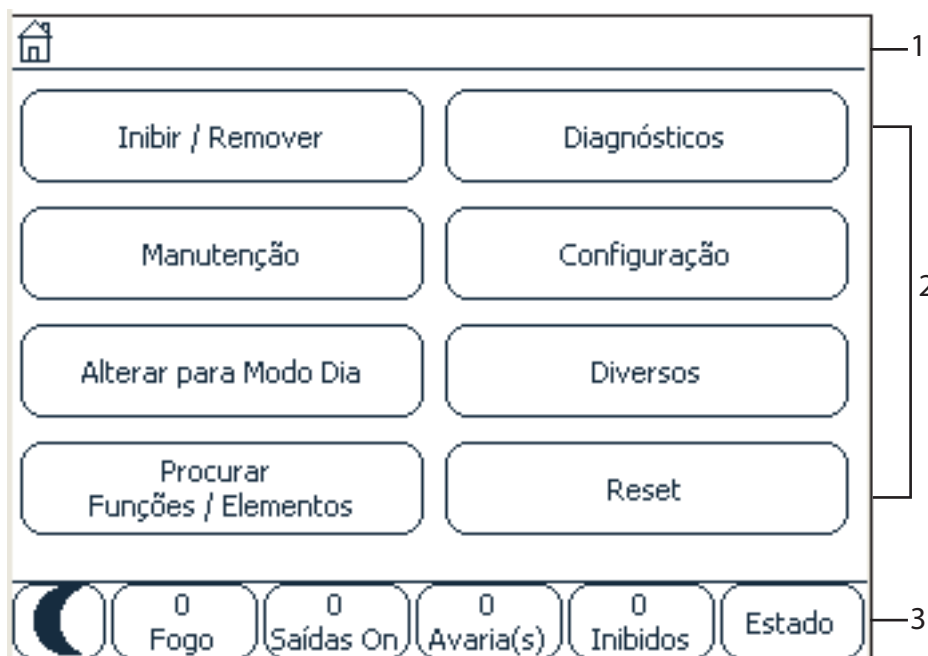 1
Inibir / Remover
Diagnósticos
Manutenção
Configuração
2
Alterar para Modo Dia
Diversos
Procurar
Funções / Elementos
Reset
0
Fogo
0
Saídas On
0
Avaria(s)
0
Inibidos
Estado
3